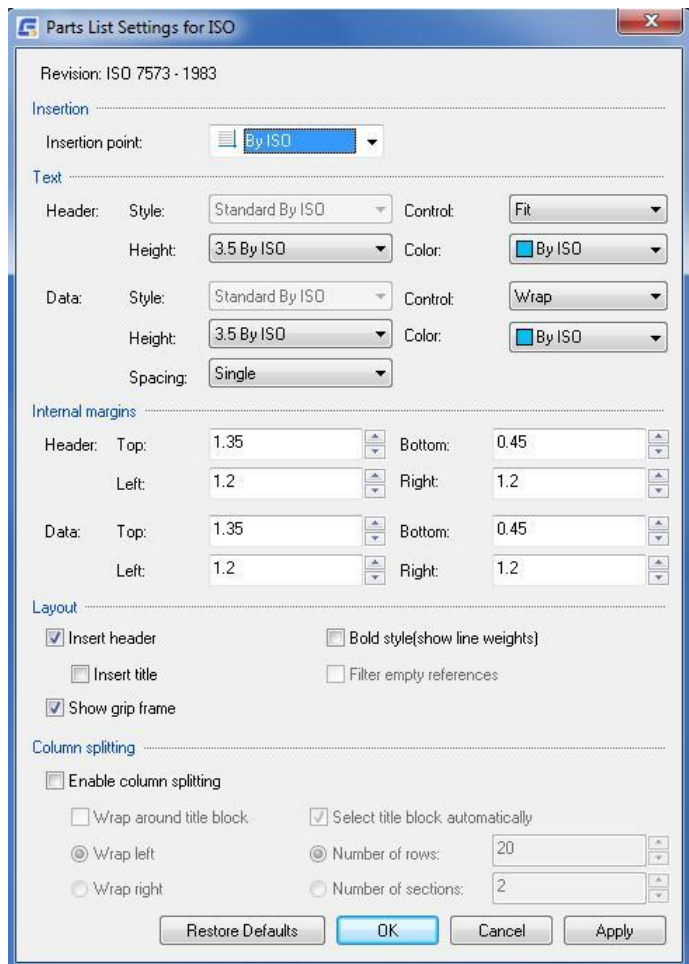 Parts List Settings for ISO
Revision: ISO 7573 - 1983
Insertion
Insertion point: By ISO
Text
Header: Style: Standard By ISO Control: Fit
Height: 3.5 By ISO Color: By ISO
Data: Style: Standard By ISO Control: Wrap
Height: 3.5 By ISO Color: By ISO
Spacing: Single
Internal margins
Header: Top: 1.35 Bottom: 0.45
Left: 1.2 Right: 1.2
Data: Top: 1.35 Bottom: 0.45
Left: 1.2 Right: 1.2
Layout
Insert header Bold style(show line weights)
Insert title Filter empty references
Show grip frame
Column splitting
Enable column splitting
Wrap around title block Select title block automatically
Wrap left Number of rows: 20
Wrap right Number of sections: 2
Restore Defaults OK Cancel Apply